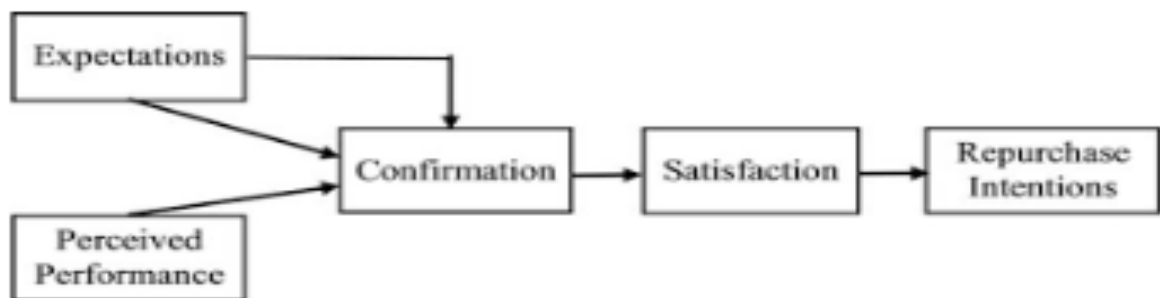 Expectations
Confirmation
Satisfaction
Repurchase
Intentions
Perceived
Performance